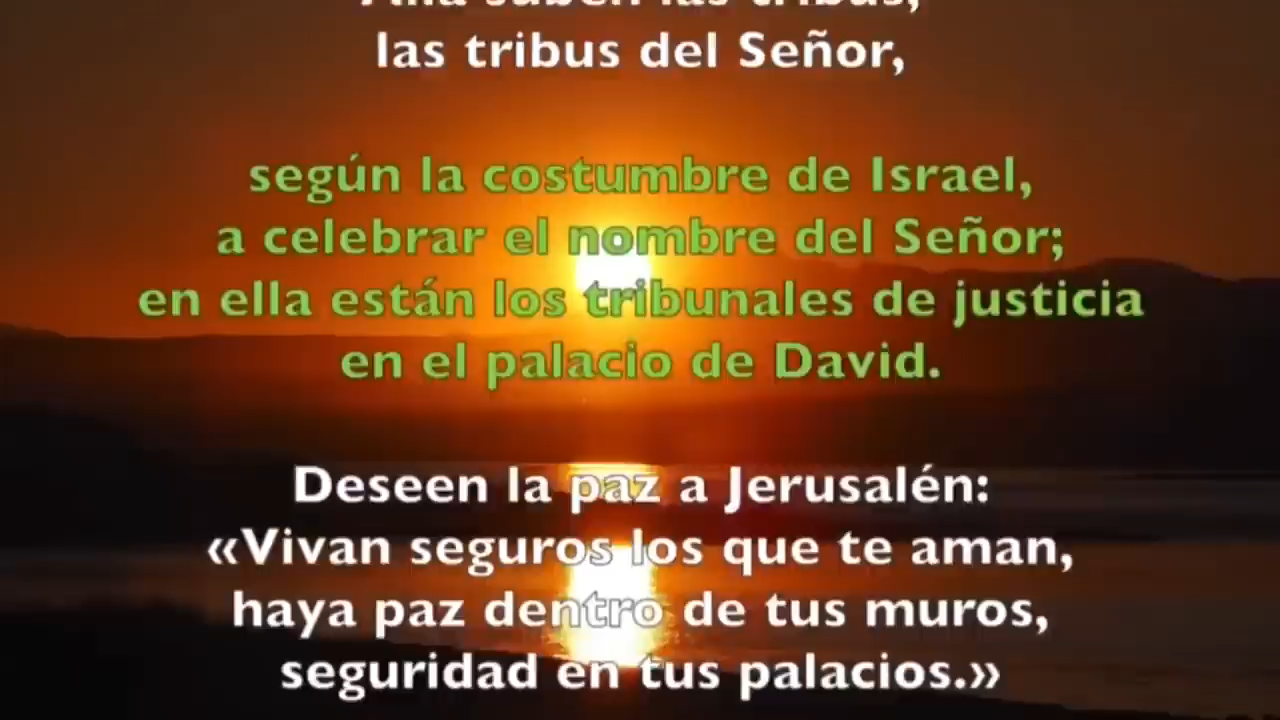 las tribus,
las tribus del Señor,
según la costumbre de Israel,
a celebrar el nombre del Señor;
en ella están los tribunales de justicia
en el palacio de David.
Deseen la paz a Jerusalén:
«Vivan seguros los que te aman,
haya paz dentro de tus muros,
seguridad en tus palacios.»